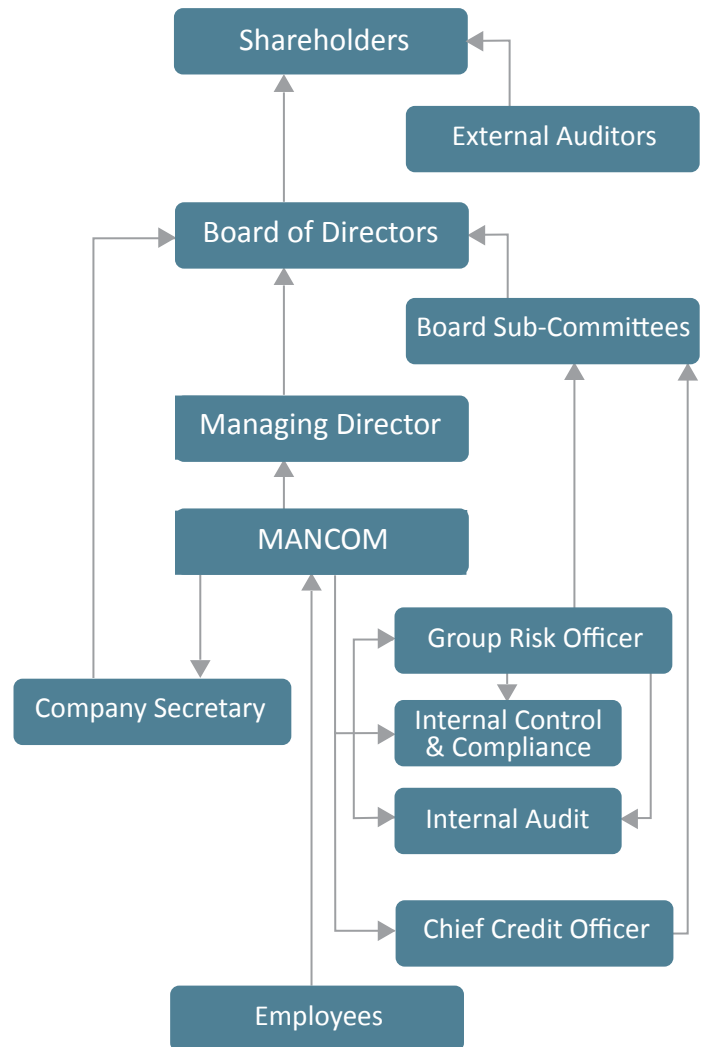 Shareholders
External Auditors
Board of Directors
Board Sub-Committees
Managing Director
MANCOM
Group Risk Officer
Company Secretary
Internal Control
& Compliance
Internal Audit
Chief Credit Officer
Employees